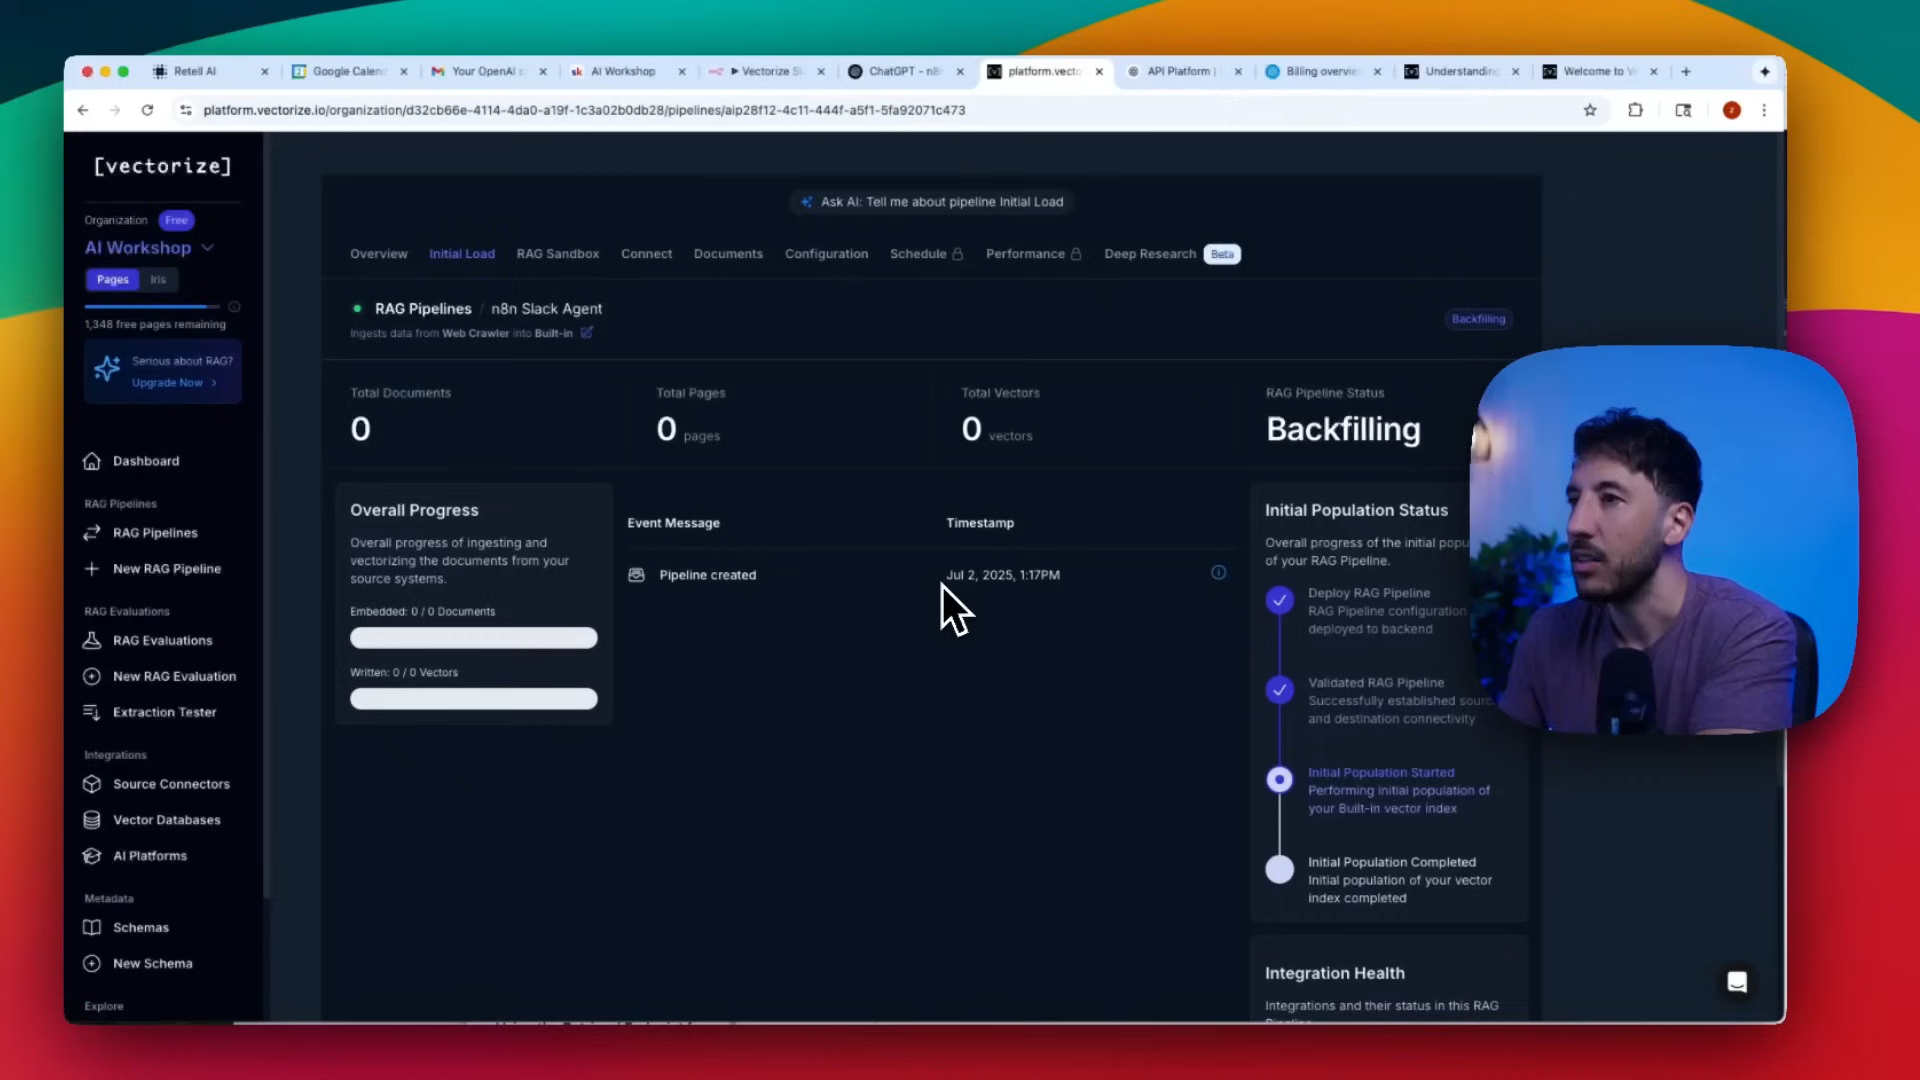 Retell AI
Google Calen
Your OpenAI
AI Workshop
Vectorize Sl
ChatGPT - n8
platform.vecto
API Platform |
Billing overvie
Understanding
Welcome to V
platform.vectorize.io/organization/d32cb66e-4114-4da0-a19f-1c3a02b0db28/pipelines/aip28f12-4c11-444f-a5f1-5fa92071c473
[vectorize]
Organization Free
AI Workshop
Pages Iris
1,348 free pages remaining
Serious about RAG?
Upgrade Now >
Dashboard
RAG Pipelines
RAG Pipelines
New RAG Pipeline
RAG Evaluations
RAG Evaluations
New RAG Evaluation
Extraction Tester
Integrations
Source Connectors
Vector Databases
AI Platforms
Metadata
Schemas
New Schema
Explore
Ask AI: Tell me about pipeline Initial Load
Overview Initial Load RAG Sandbox Connect Documents Configuration Schedule Performance Deep Research Beta
RAG Pipelines / n8n Slack Agent
Ingests data from Web Crawler into Built-in
Backfilling
Total Documents
0
Total Pages
0 pages
Total Vectors
0 vectors
RAG Pipeline Status
Backfilling
Overall Progress
Overall progress of ingesting and
vectorizing the documents from your
source systems.
Embedded: 0 / 0 Documents
Written: 0 / 0 Vectors
Event Message Timestamp
Pipeline created Jul 2, 2025, 1:17PM
Initial Population Status
Overall progress of the initial popu
of your RAG Pipeline.
Deploy RAG Pipeline
RAG Pipeline configuration
deployed to backend
Validated RAG Pipeline
Successfully established sourc
and destination connectivity
Initial Population Started
Performing initial population of
your Built-in vector index
Initial Population Completed
Initial population of your vector
index completed
Integration Health
Integrations and their status in this RAG